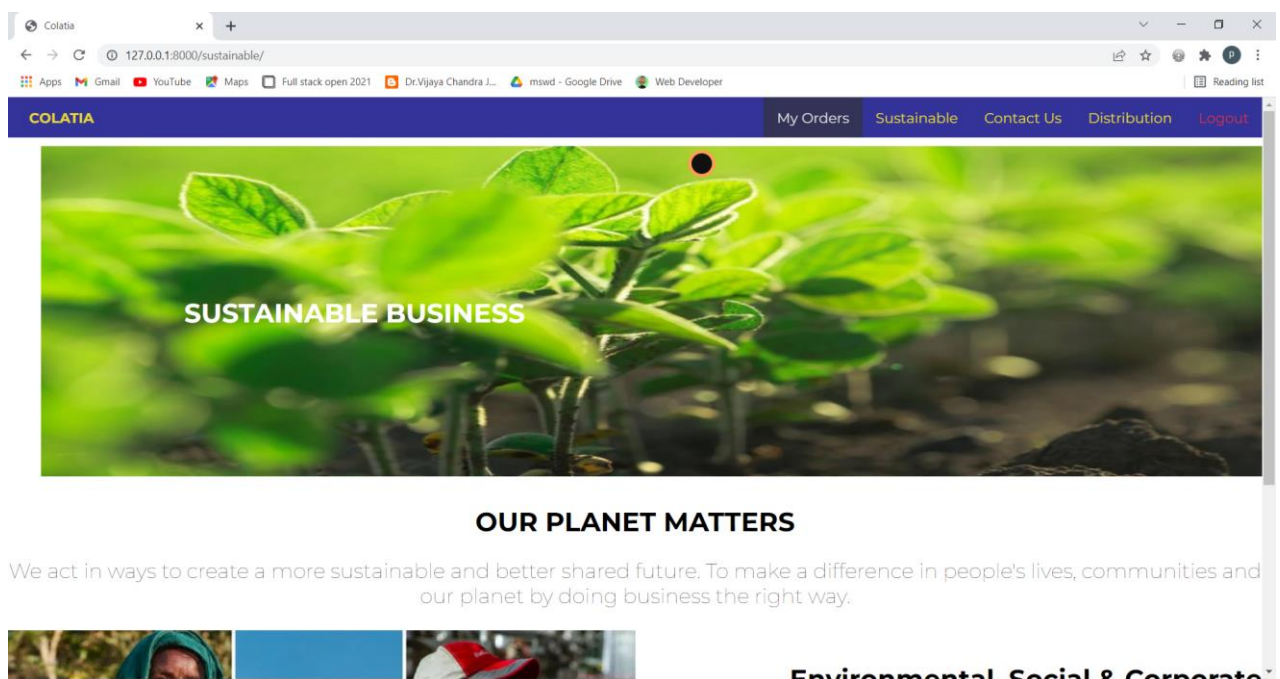 Colatia
127.0.0.1:8000/sustainable/
Apps Gmail YouTube Maps Full stack open 2021 Dr.Vijaya Chandra J... mswd - Google Drive Web Developer Reading list
COLATIA My Orders Sustainable Contact Us Distribution Logout
SUSTAINABLE BUSINESS
OUR PLANET MATTERS
We act in ways to create a more sustainable and better shared future. To make a difference in people's lives, communities and
our planet by doing business the right way.
Environmental, Social & Corporate